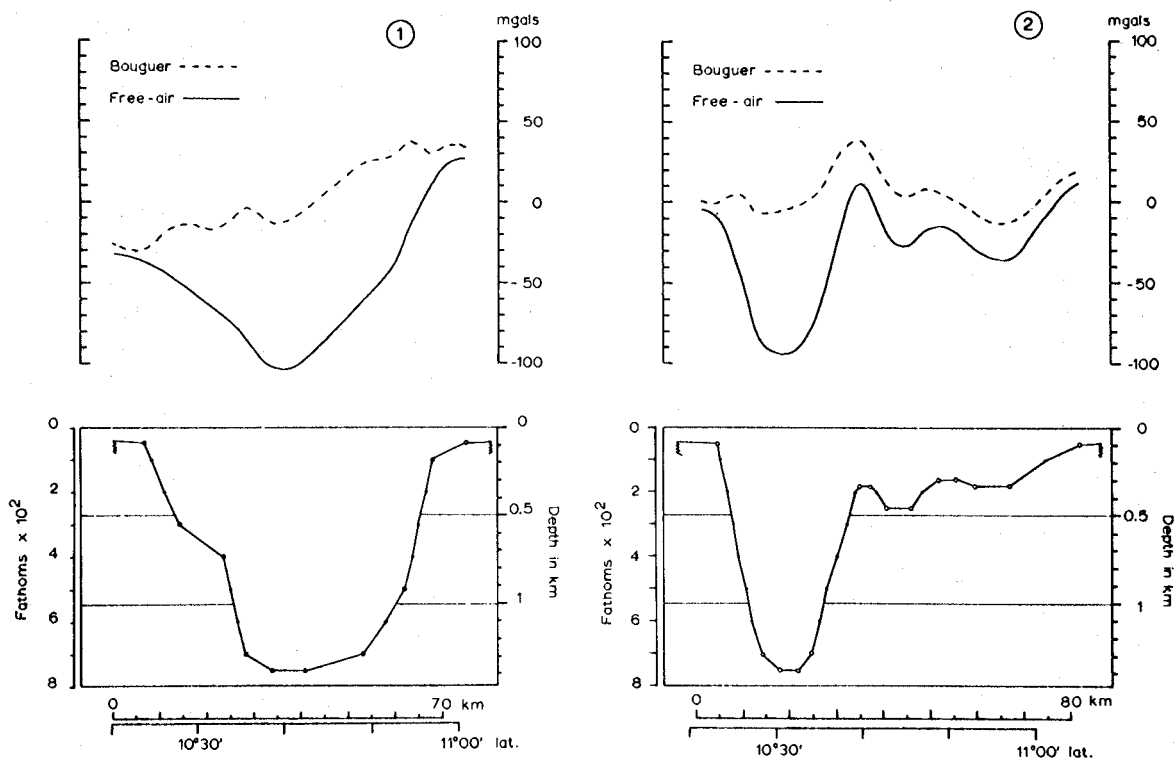 1
mgals
100
50
0
-50
-100
Bouguer
Free-air
2
mgals
100
50
0
-50
-100
Bouguer
Free-air
0
2
4
6
8
Fathoms x 10²
0
0.5
1
Depth in km
0 70 km
10°30' 11°00' lat.
0
2
4
6
8
Fathoms x 10²
0
0.5
1
Depth in km
0 80 km
10°30' 11°00' lat.